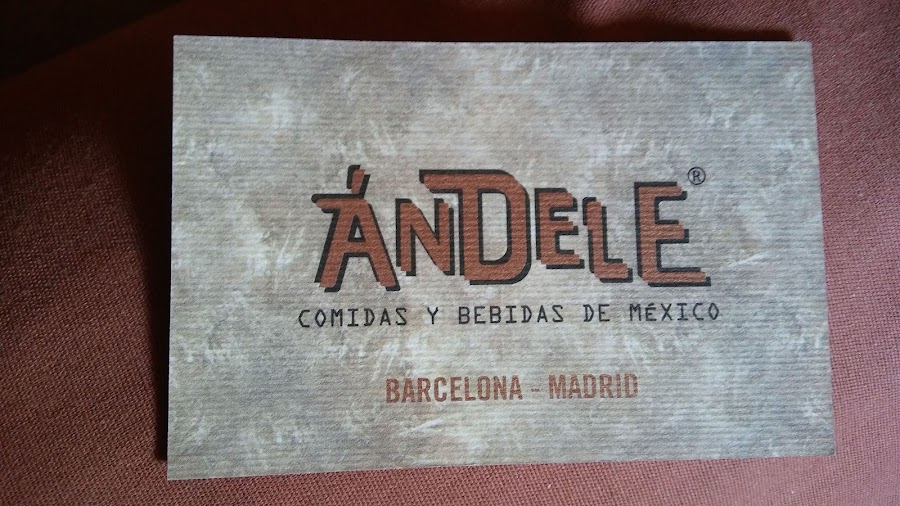 ÁNDELE®
COMIDAS Y BEBIDAS DE MÉXICO
BARCELONA - MADRID